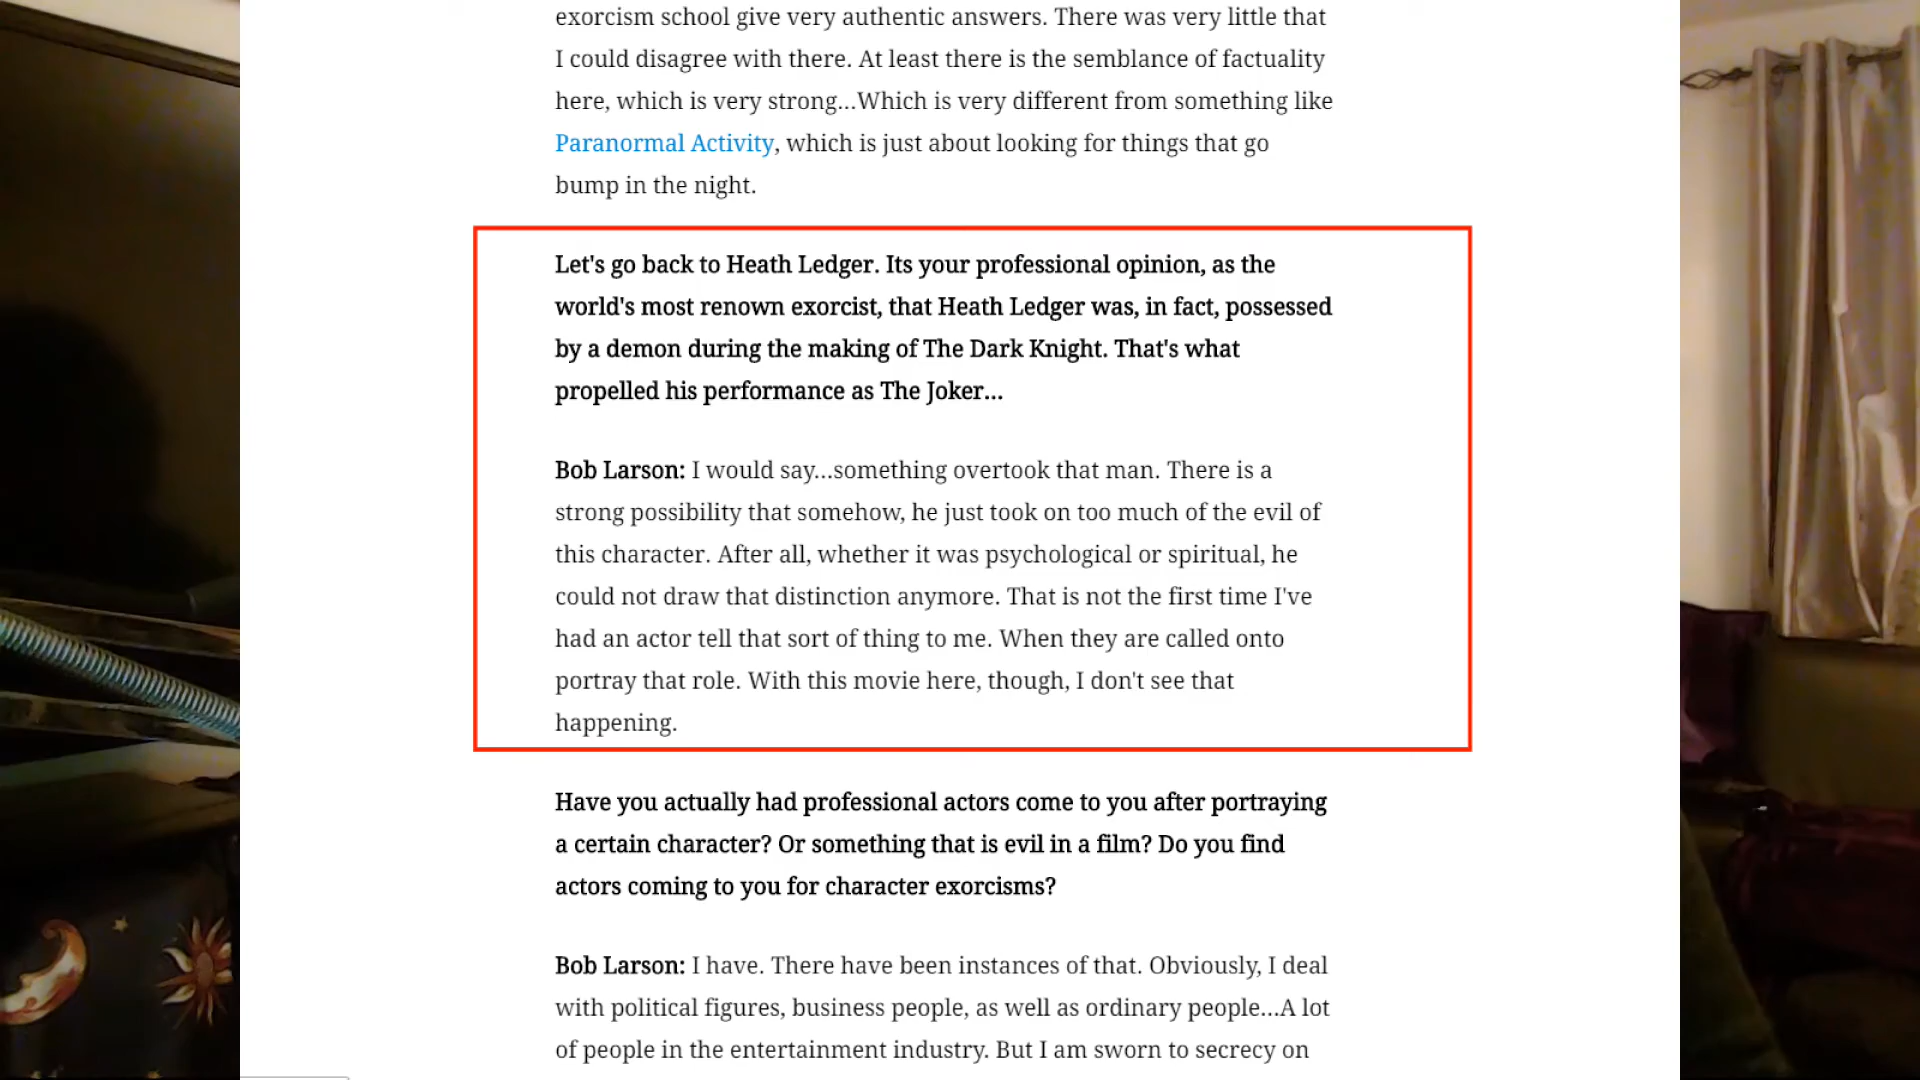 exorcism school give very authentic answers. There was very little that
I could disagree with there. At least there is the semblance of factuality
here, which is very strong...Which is very different from something like
Paranormal Activity, which is just about looking for things that go
bump in the night.
Let's go back to Heath Ledger. Its your professional opinion, as the
world's most renown exorcist, that Heath Ledger was, in fact, possessed
by a demon during the making of The Dark Knight. That's what
propelled his performance as The Joker...
Bob Larson: I would say...something overtook that man. There is a
strong possibility that somehow, he just took on too much of the evil of
this character. After all, whether it was psychological or spiritual, he
could not draw that distinction anymore. That is not the first time I've
had an actor tell that sort of thing to me. When they are called onto
portray that role. With this movie here, though, I don't see that
happening.
Have you actually had professional actors come to you after portraying
a certain character? Or something that is evil in a film? Do you find
actors coming to you for character exorcisms?
Bob Larson: I have. There have been instances of that. Obviously, I deal
with political figures, business people, as well as ordinary people...A lot
of people in the entertainment industry. But I am sworn to secrecy on